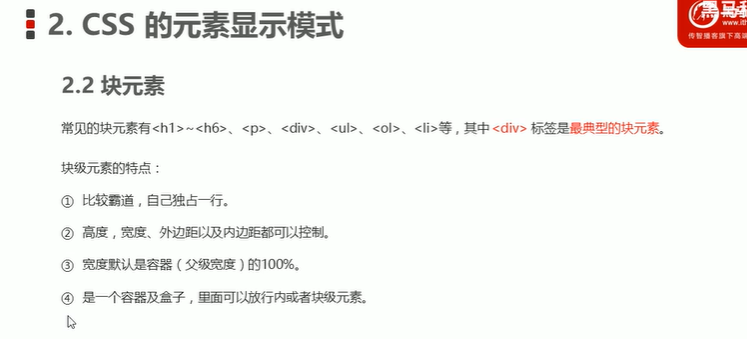 2. CSS 的元素显示模式
2.2 块元素
常见的块元素有<h1>~<h6>、<p>、<div>、<ul>、<ol>、<li>等，其中 <div> 标签是最典型的块元素。
块级元素的特点：
① 比较霸道，自己独占一行。
② 高度，宽度、外边距以及内边距都可以控制。
③ 宽度默认是容器（父级宽度）的100%。
④ 是一个容器及盒子，里面可以放行内或者块级元素。
黑马
www.ith
传智播客旗下高端